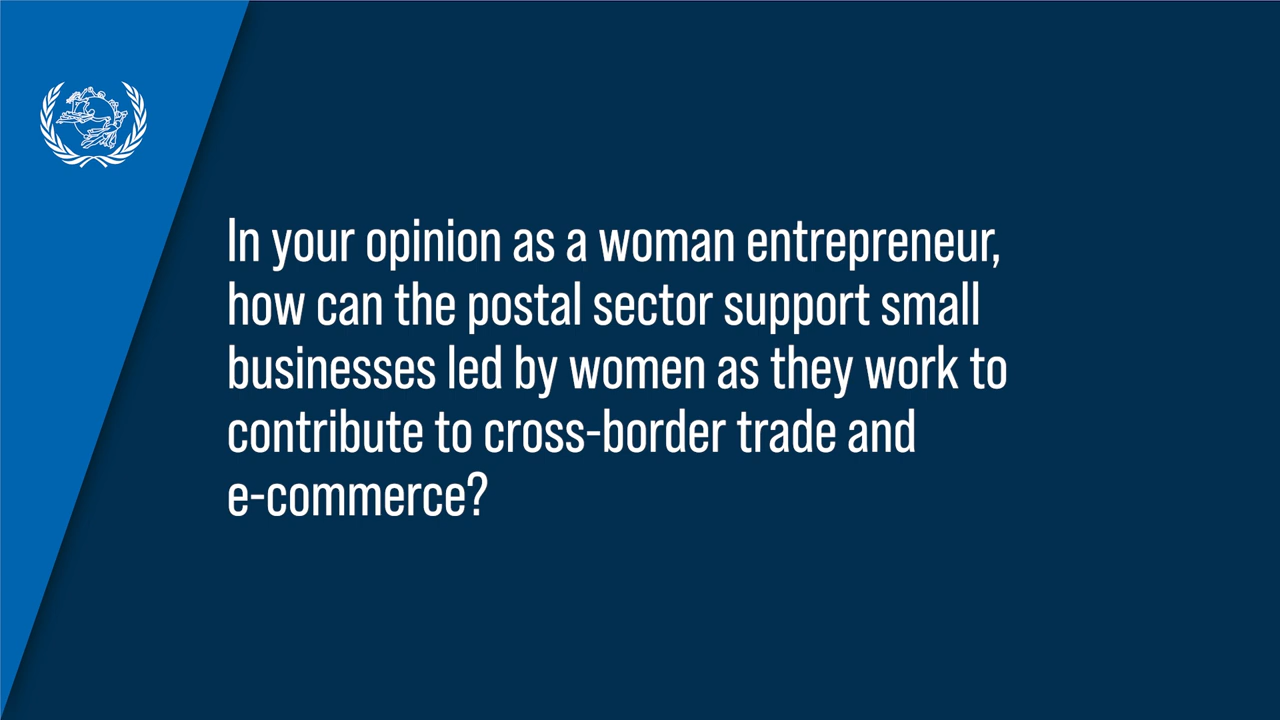 In your opinion as a woman entrepreneur,
how can the postal sector support small
businesses led by women as they work to
contribute to cross-border trade and
e-commerce?